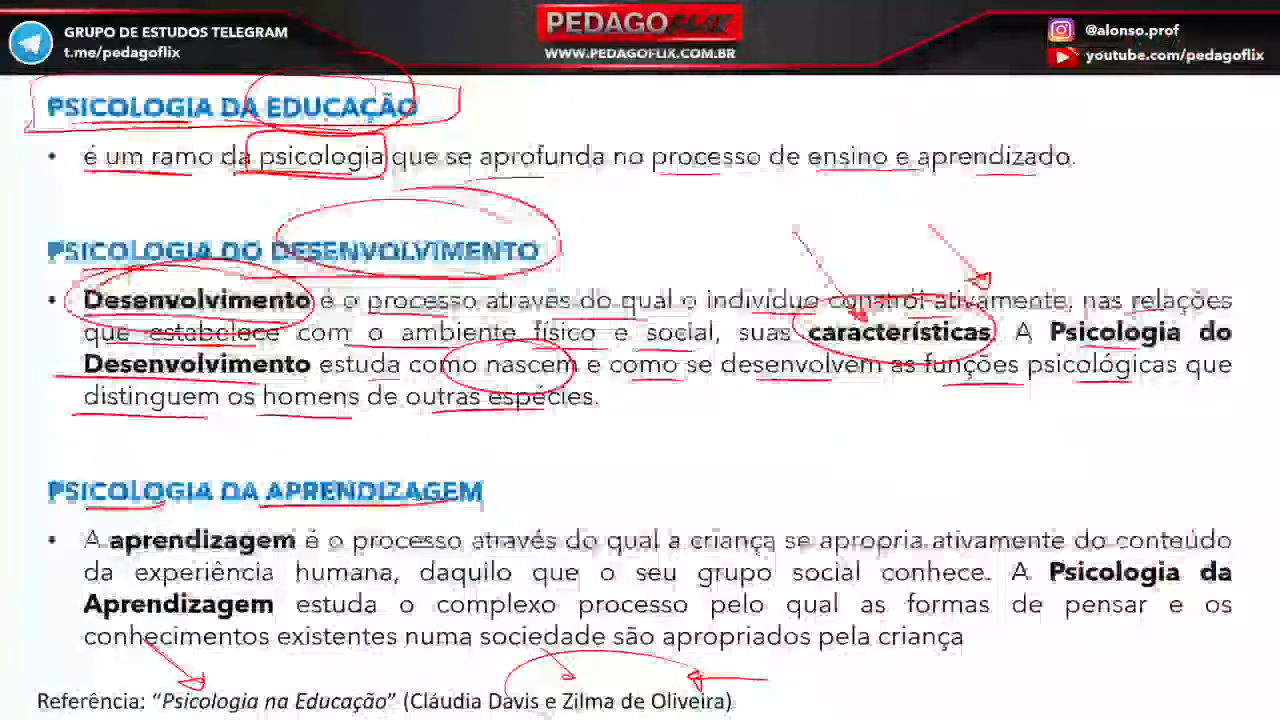 GRUPO DE ESTUDOS TELEGRAM
t.me/pedagoflix
PEDAGOFLIX
WWW.PEDAGOFLIX.COM.BR
@alonso.prof
youtube.com/pedagoflix
PSICOLOGIA DA EDUCAÇÃO
• é um ramo da psicologia que se aprofunda no processo de ensino e aprendizado.
PSICOLOGIA DO DESENVOLVIMENTO
• Desenvolvimento é o processo através do qual o indivíduo constrói ativamente, nas relações
que estabelece com o ambiente físico e social, suas características. A Psicologia do
Desenvolvimento estuda como nascem e como se desenvolvem as funções psicológicas que
distinguem os homens de outras espécies.
PSICOLOGIA DA APRENDIZAGEM
• A aprendizagem é o processo através do qual a criança se apropria ativamente do conteúdo
da experiência humana, daquilo que o seu grupo social conhece. A Psicologia da
Aprendizagem estuda o complexo processo pelo qual as formas de pensar e os
conhecimentos existentes numa sociedade são apropriados pela criança
Referência: “Psicologia na Educação” (Cláudia Davis e Zilma de Oliveira)